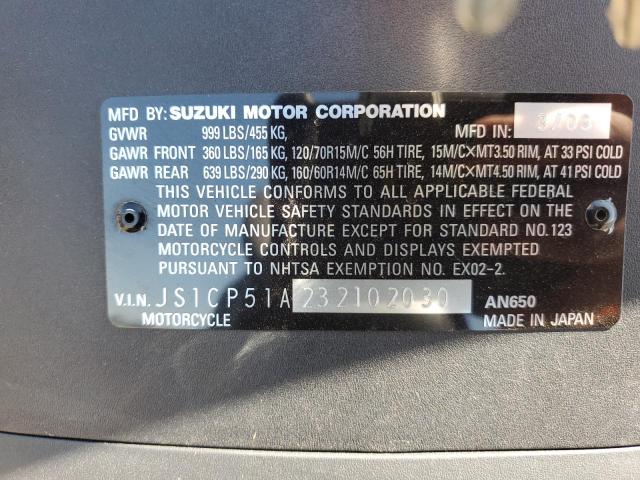 MFD BY: SUZUKI MOTOR CORPORATION
GVWR 999 LBS/455 KG, MFD IN: 3/03
GAWR FRONT 360 LBS/165 KG, 120/70R15M/C 56H TIRE, 15M/C×MT3.50 RIM, AT 33 PSI COLD
GAWR REAR 639 LBS/290 KG, 160/60R14M/C 65H TIRE, 14M/C×MT4.50 RIM, AT 41 PSI COLD
THIS VEHICLE CONFORMS TO ALL APPLICABLE FEDERAL
MOTOR VEHICLE SAFETY STANDARDS IN EFFECT ON THE
DATE OF MANUFACTURE EXCEPT FOR STANDARD NO.123
MOTORCYCLE CONTROLS AND DISPLAYS EXEMPTED
PURSUANT TO NHTSA EXEMPTION NO. EX02-2.
V.I.N. JS1CP51A232102030 AN650
MOTORCYCLE MADE IN JAPAN